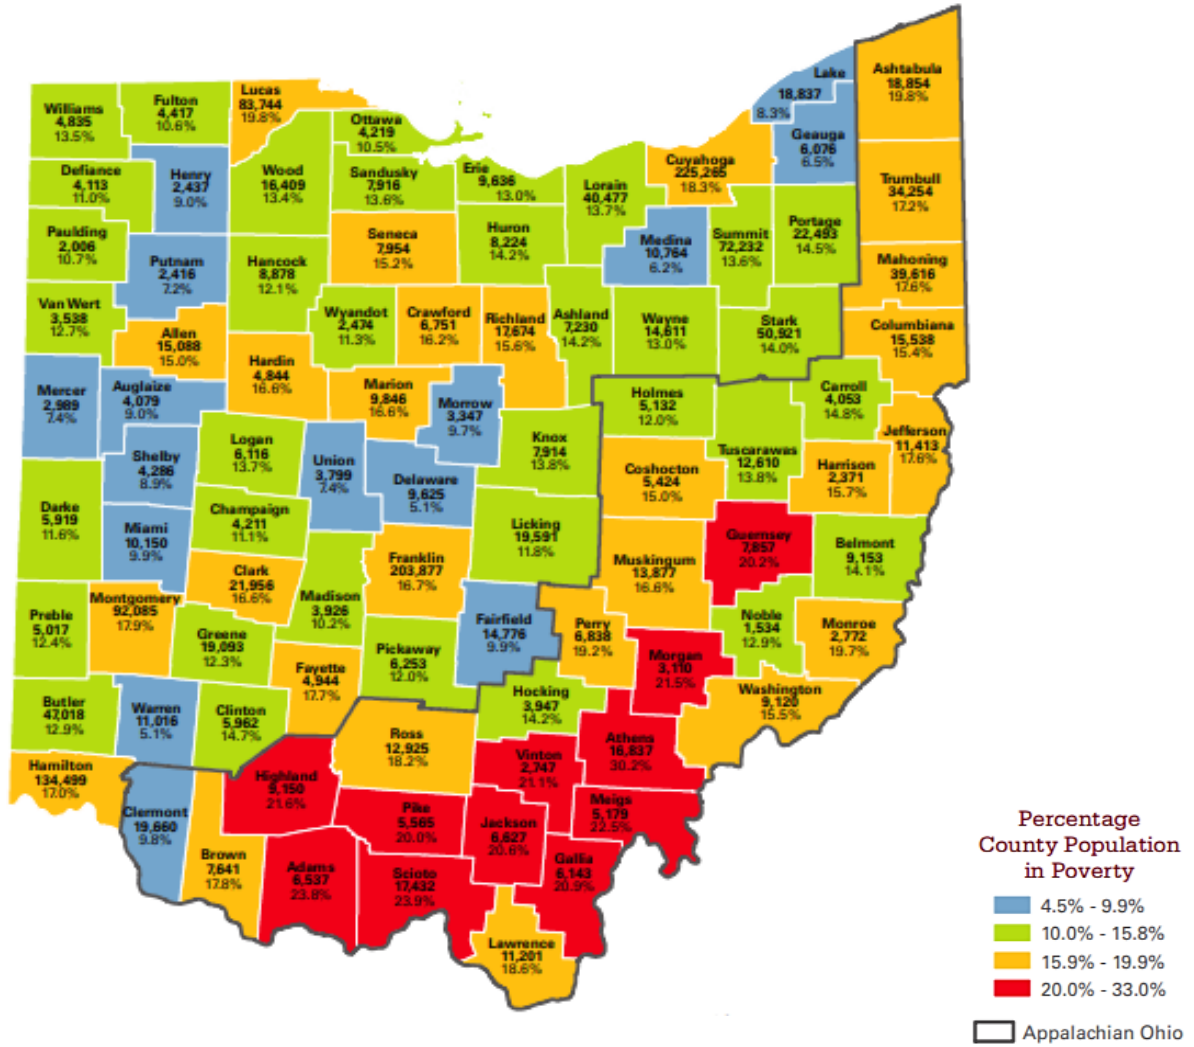 Williams
4,835
13.5%
Fulton
4,417
10.6%
Lucas
83,744
19.8%
Ottawa
4,219
10.5%
Lake
18,837
8.3%
Geauga
6,076
6.5%
Ashtabula
18,854
19.8%
Defiance
4,113
11.0%
Henry
2,437
9.0%
Wood
16,409
13.4%
Sandusky
7,916
13.6%
Erie
9,636
13.0%
Lorain
40,477
13.7%
Cuyahoga
225,265
18.3%
Trumbull
34,254
17.2%
Paulding
2,006
10.7%
Putnam
2,416
7.2%
Hancock
8,878
12.1%
Seneca
7,954
15.2%
Huron
8,224
14.2%
Medina
10,764
6.2%
Summit
72,232
13.6%
Portage
22,493
14.5%
Mahoning
39,616
17.6%
Van Wert
3,538
12.7%
Allen
15,088
15.0%
Wyandot
2,474
11.3%
Crawford
6,751
16.2%
Richland
17,674
15.6%
Ashland
7,230
14.2%
Wayne
14,611
13.0%
Stark
50,921
14.0%
Columbiana
15,538
15.4%
Mercer
2,989
7.4%
Auglaize
4,079
9.0%
Hardin
4,844
16.6%
Marion
9,846
16.6%
Morrow
3,347
9.7%
Holmes
5,132
12.0%
Carroll
4,053
14.8%
Jefferson
11,413
17.6%
Shelby
4,286
8.9%
Logan
6,116
13.7%
Union
3,799
7.4%
Delaware
9,625
5.1%
Knox
7,914
13.8%
Coshocton
5,424
15.0%
Tuscarawas
12,610
13.8%
Harrison
2,371
15.7%
Darke
5,919
11.6%
Miami
10,150
9.9%
Champaign
4,211
11.1%
Licking
19,591
11.8%
Guernsey
7,857
20.2%
Belmont
9,153
14.1%
Clark
21,956
16.6%
Madison
3,926
10.2%
Franklin
203,877
16.7%
Muskingum
13,877
16.6%
Preble
5,017
12.4%
Montgomery
92,085
17.9%
Greene
19,093
12.3%
Fayette
4,944
17.7%
Pickaway
6,253
12.0%
Fairfield
14,776
9.9%
Perry
6,838
19.2%
Morgan
3,110
21.5%
Noble
1,534
12.9%
Monroe
2,772
19.7%
Butler
47,018
12.9%
Warren
11,016
5.1%
Clinton
5,962
14.7%
Ross
12,925
18.2%
Hocking
3,947
14.2%
Athens
16,837
30.2%
Washington
9,120
15.5%
Hamilton
134,499
17.0%
Clermont
19,660
9.8%
Highland
9,150
21.6%
Pike
5,565
20.0%
Vinton
2,747
21.1%
Jackson
6,627
20.6%
Meigs
5,179
22.5%
Brown
7,641
17.8%
Adams
6,537
23.8%
Scioto
17,432
23.9%
Gallia
6,143
20.9%
Lawrence
11,201
18.6%
Percentage
County Population
in Poverty
4.5% - 9.9%
10.0% - 15.8%
15.9% - 19.9%
20.0% - 33.0%
Appalachian Ohio